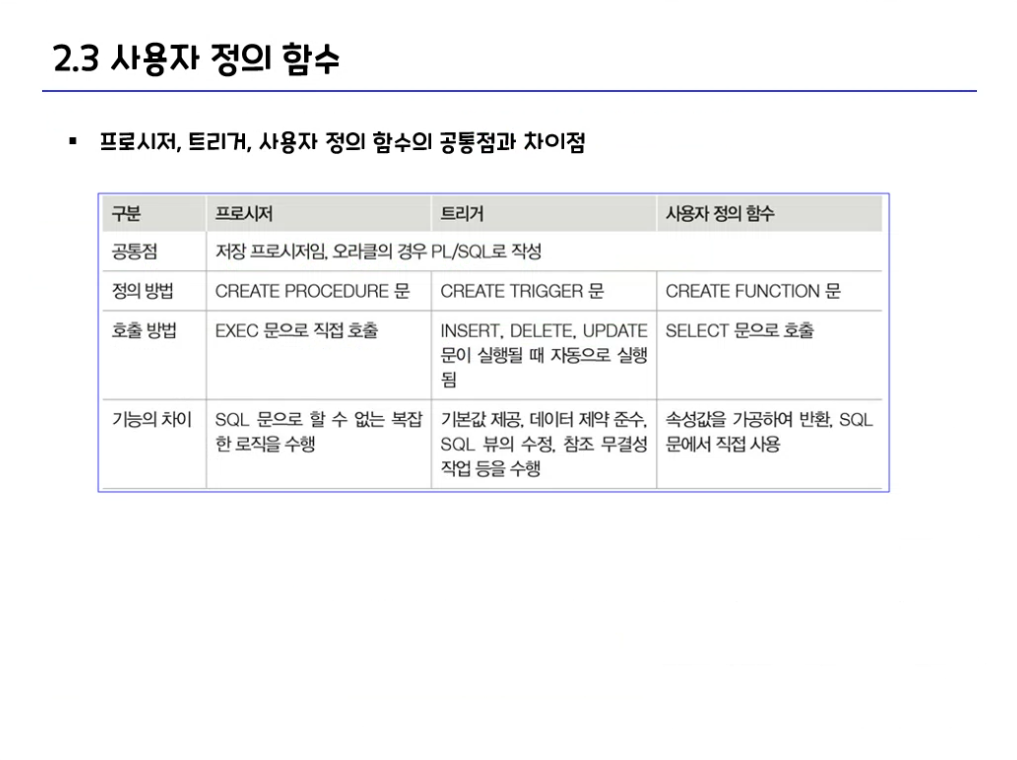 2.3 사용자 정의 함수
▪ 프로시저, 트리거, 사용자 정의 함수의 공통점과 차이점
구분 프로시저 트리거 사용자 정의 함수
공통점 저장 프로시저임, 오라클의 경우 PL/SQL로 작성
정의 방법 CREATE PROCEDURE 문 CREATE TRIGGER 문 CREATE FUNCTION 문
호출 방법 EXEC 문으로 직접 호출 INSERT, DELETE, UPDATE SELECT 문으로 호출
문이 실행될 때 자동으로 실행
됨
기능의 차이 SQL 문으로 할 수 없는 복잡 기본값 제공, 데이터 제약 준수, 속성값을 가공하여 반환, SQL
한 로직을 수행 SQL 뷰의 수정, 참조 무결성 문에서 직접 사용
작업 등을 수행